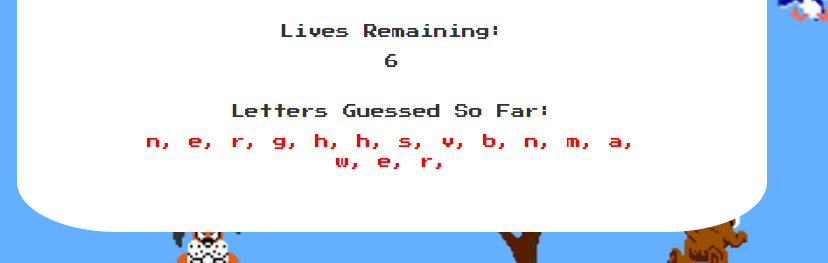 Lives Remaining:
6
Letters Guessed So Far:
n, e, r, g, h, h, s, v, b, n, m, a,
w, e, r,